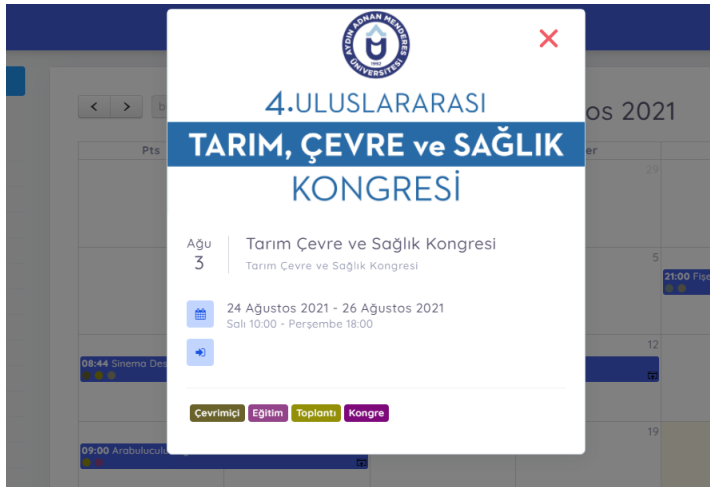 AYDIN ADNAN MENDERES ÜNİVERSİTESİ
1992
4.ULUSLARARASI
TARIM, ÇEVRE ve SAĞLIK
KONGRESİ
os 2021
Pts
29
Ağu
3
Tarım Çevre ve Sağlık Kongresi
Tarım Çevre ve Sağlık Kongresi
5
21:00 Fişe
24 Ağustos 2021 - 26 Ağustos 2021
Salı 10:00 - Perşembe 18:00
12
08:44 Sinema Des
Çevrimiçi Eğitim Toplantı Kongre
19
09:00 Arabuluculu